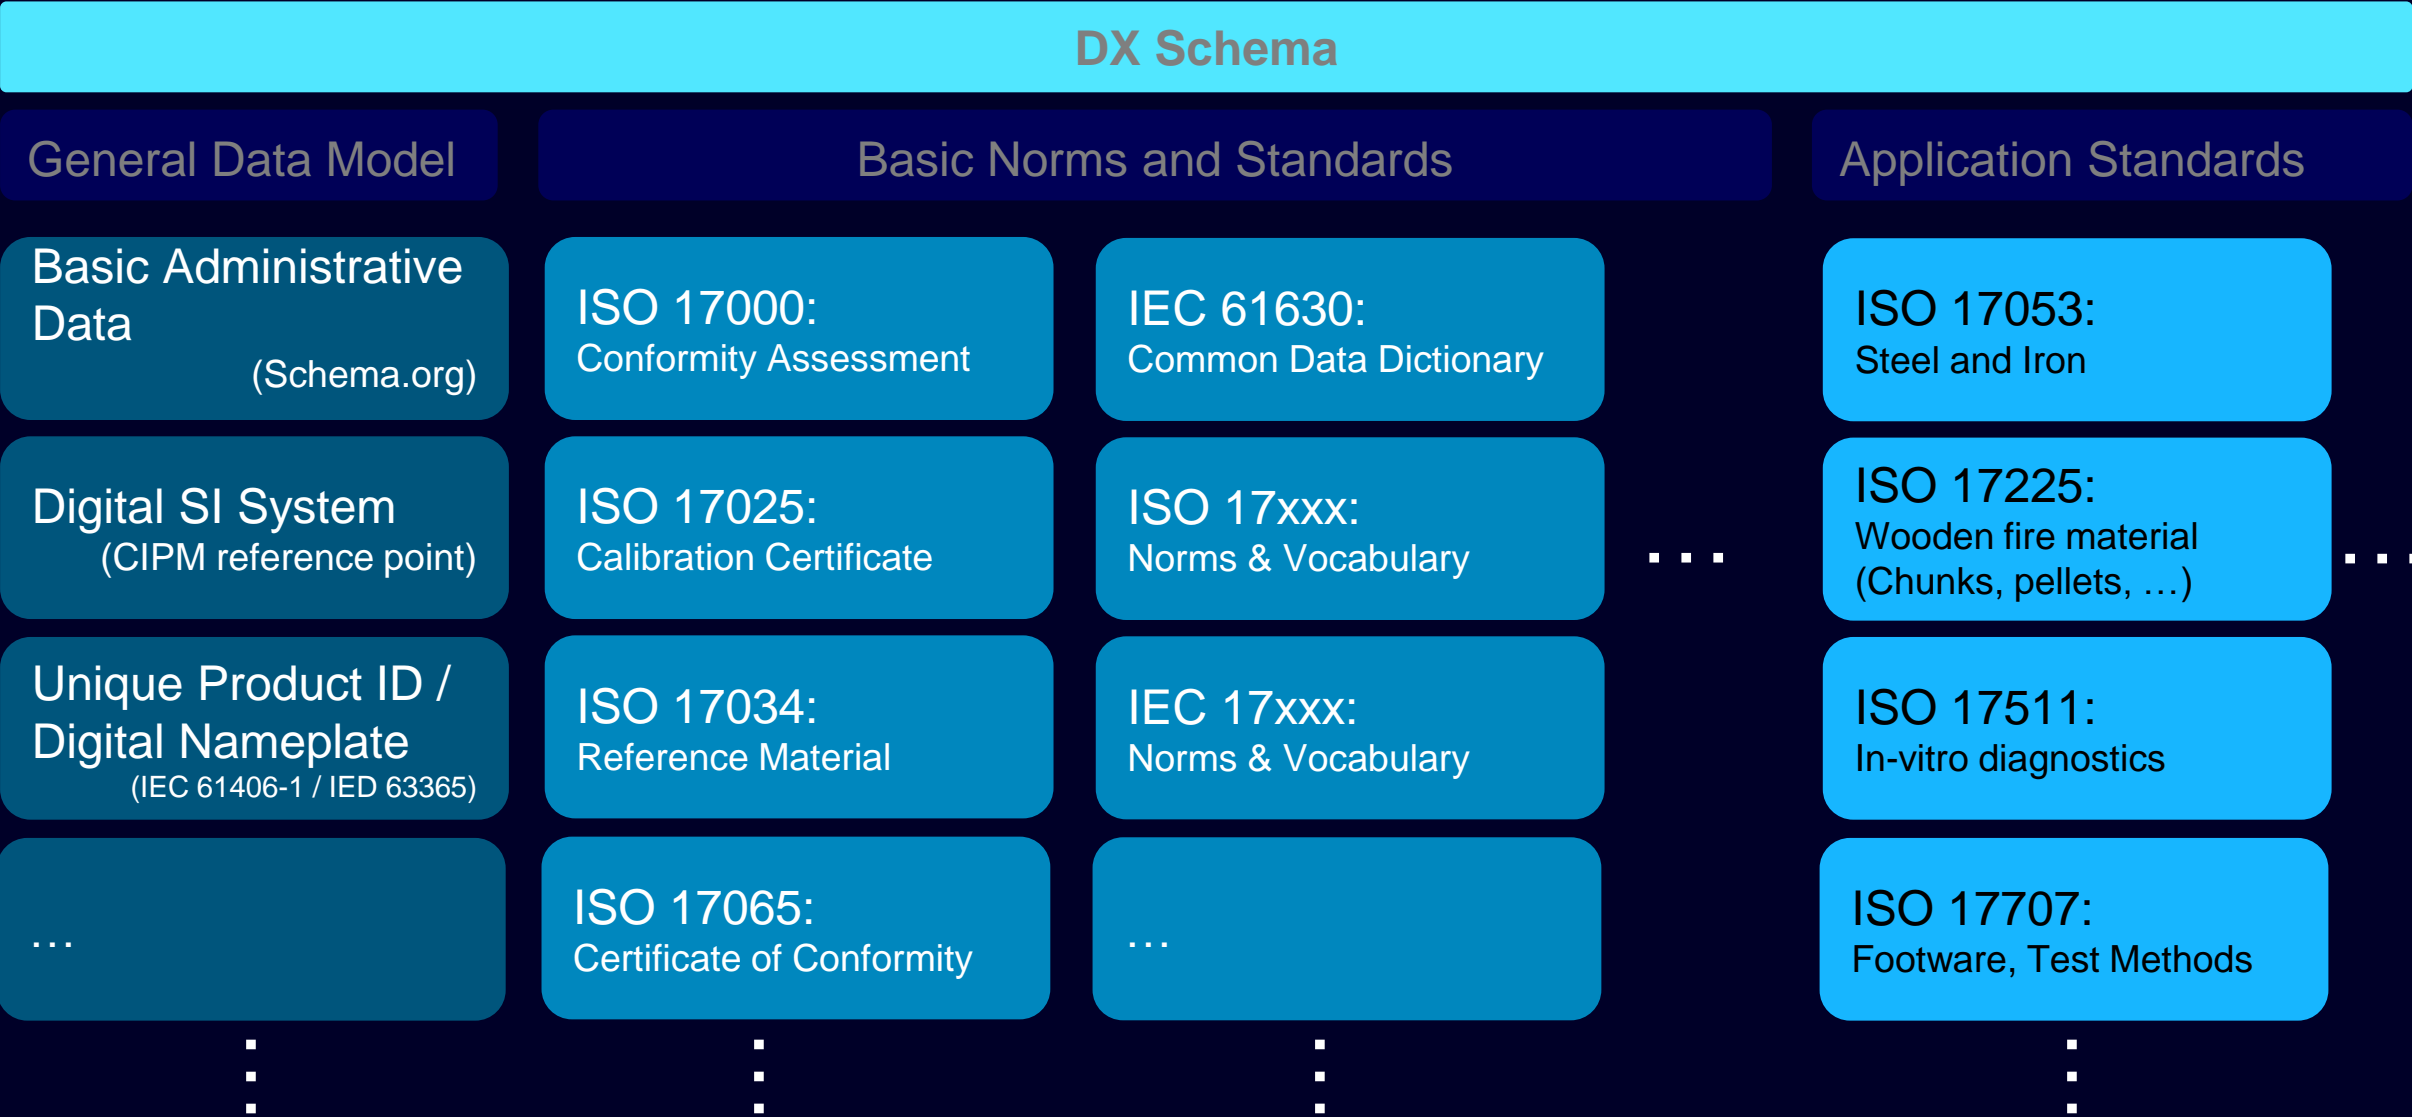 DX Schema
General Data Model
Basic Norms and Standards
Application Standards
Basic Administrative
Data
(Schema.org)
ISO 17000:
Conformity Assessment
IEC 61630:
Common Data Dictionary
ISO 17053:
Steel and Iron
Digital SI System
(CIPM reference point)
ISO 17025:
Calibration Certificate
ISO 17xxx:
Norms & Vocabulary
...
ISO 17225:
Wooden fire material
(Chunks, pellets, …)
...
Unique Product ID /
Digital Nameplate
(IEC 61406-1 / IED 63365)
ISO 17034:
Reference Material
IEC 17xxx:
Norms & Vocabulary
ISO 17511:
In-vitro diagnostics
…
ISO 17065:
Certificate of Conformity
…
ISO 17707:
Footware, Test Methods